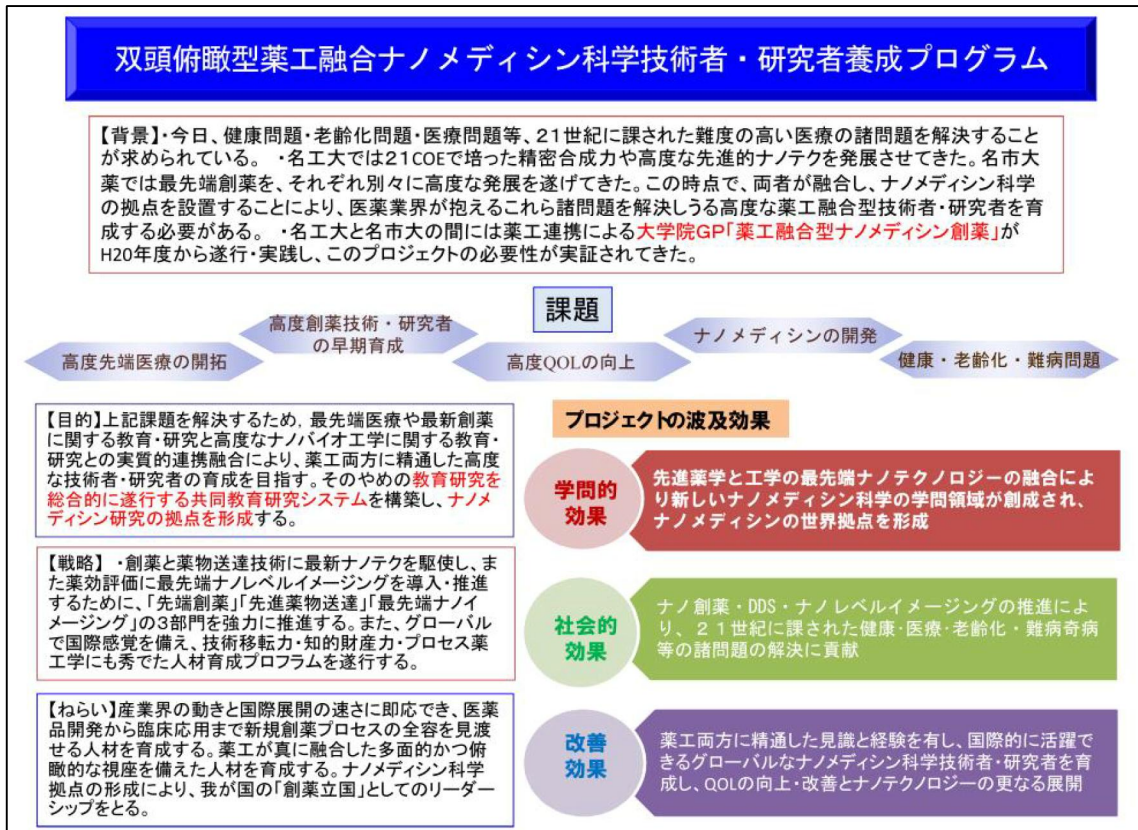 双頭俯瞰型薬工融合ナノメディシン科学技術者・研究者養成プログラム
【背景】・今日、健康問題・老齢化問題・医療問題等、２１世紀に課された難度の高い医療の諸問題を解決すること
が求められている。　・名工大では２１COEで培った精密合成力や高度な先進的ナノテクを発展させてきた。名市大
薬では最先端創薬を、それぞれ別々に高度な発展を遂げてきた。この時点で、両者が融合し、ナノメディシン科学
の拠点を設置することにより、医薬業界が抱えるこれら諸問題を解決しうる高度な薬工融合型技術者・研究者を育
成する必要がある。　・名工大と名市大の間には薬工連携による大学院GP「薬工融合型ナノメディシン創薬」が
H20年度から遂行・実践し、このプロジェクトの必要性が実証されてきた。
課題
高度先端医療の開拓
高度創薬技術・研究者
の早期育成
高度QOLの向上
ナノメディシンの開発
健康・老齢化・難病問題
【目的】上記課題を解決するため，最先端医療や最新創薬
に関する教育・研究と高度なナノバイオ工学に関する教育・
研究との実質的連携融合により、薬工両方に精通した高度
な技術者・研究者の育成を目指す。そのやめの教育研究を
総合的に遂行する共同教育研究システムを構築し、ナノメ
ディシン研究の拠点を形成する。
【戦略】　・創薬と薬物送達技術に最新ナノテクを駆使し、ま
た薬効評価に最先端ナノレベルイメージングを導入・推進
するために、「先端創薬」「先進薬物送達」「最先端ナノイ
メージング」の３部門を強力に推進する。また、グローバル
で国際感覚を備え、技術移転力・知的財産力・プロセス薬
工学にも秀でた人材育成プロフラムを遂行する。
【ねらい】産業界の動きと国際展開の速さに即応でき、医薬
品開発から臨床応用まで新規創薬プロセスの全容を見渡
せる人材を育成する。薬工が真に融合した多面的かつ俯
瞰的な視座を備えた人材を育成する。ナノメディシン科学
拠点の形成により、我が国の「創薬立国」としてのリーダー
シップをとる。
プロジェクトの波及効果
学問的
効果
先進薬学と工学の最先端ナノテクノロジーの融合によ り
新しいナノメディシン科学の学問領域が創成され、
ナノメディシンの世界拠点を形成
社会的
効果
ナノ創薬・DDS・ナノレベルイメージングの推進によ
り、２１世紀に課された健康・医療・老齢化・難病奇病
等の諸問題の解決に貢献
改善
効果
薬工両方に精通した見識と経験を有し、国際的に活躍で
きるグローバルなナノメディシン科学技術者・研究者を育
成し、QOLの向上・改善とナノテクノロジーの更なる展開